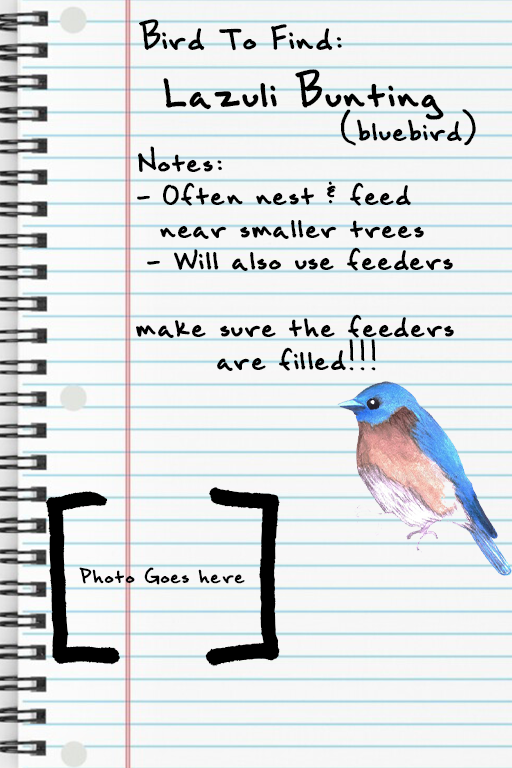 Bird To Find:
Lazuli Bunting
(bluebird)
Notes:
- Often nest & feed
near smaller trees
- Will also use feeders
make sure the feeders
are filled!!!
Photo Goes here